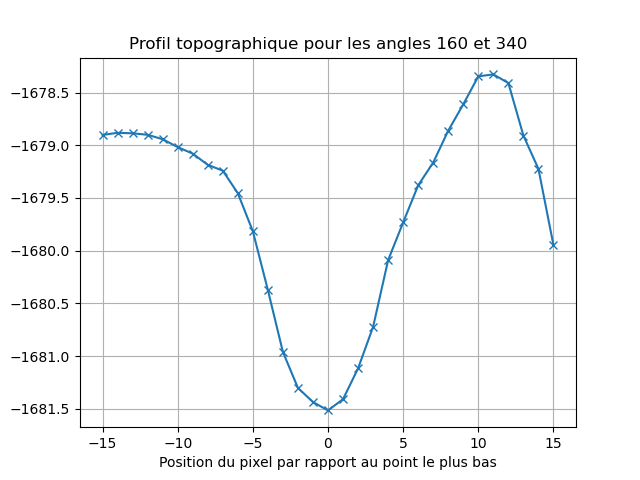 Profil topographique pour les angles 160 et 340
−1678.5
−1679.0
−1679.5
−1680.0
−1680.5
−1681.0
−1681.5
−15 −10 −5 0 5 10 15
Position du pixel par rapport au point le plus bas